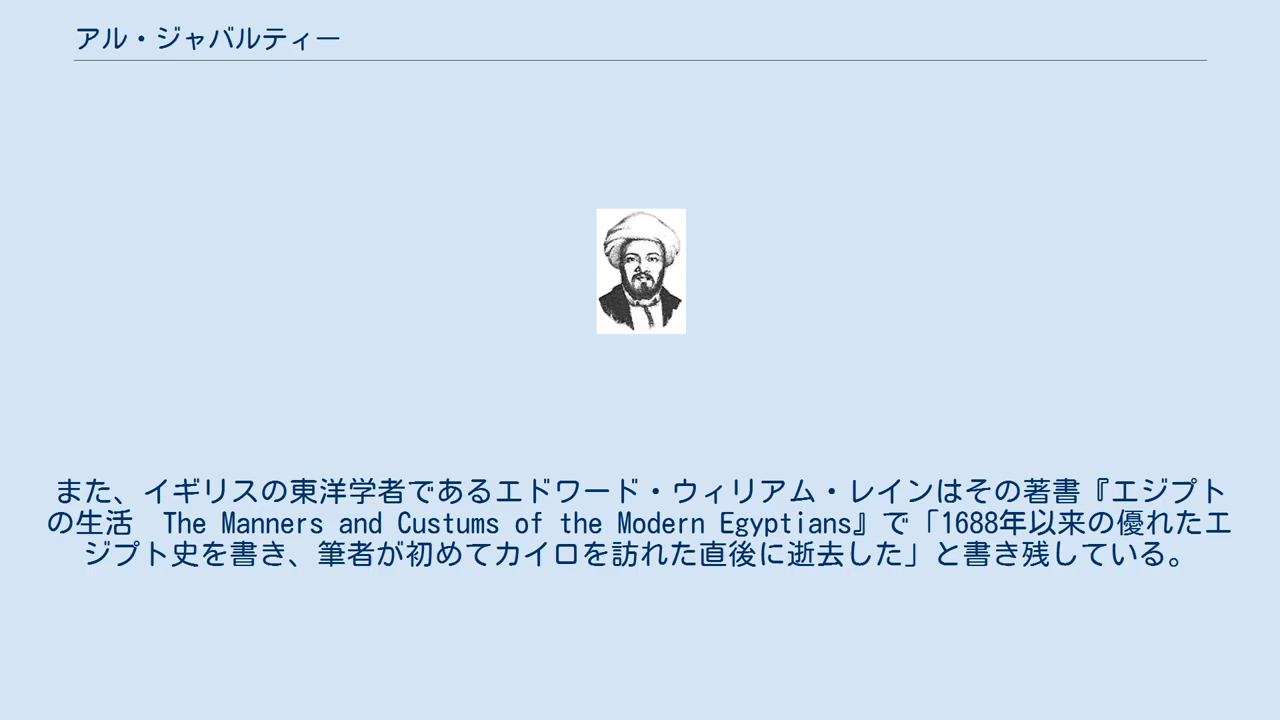 アル・ジャバルティー
また、イギリスの東洋学者であるエドワード・ウィリアム・レインはその著書『エジプト
の生活　The Manners and Custums of the Modern Egyptians』で「1688年以来の優れたエ
ジプト史を書き、筆者が初めてカイロを訪れた直後に逝去した」と書き残している。